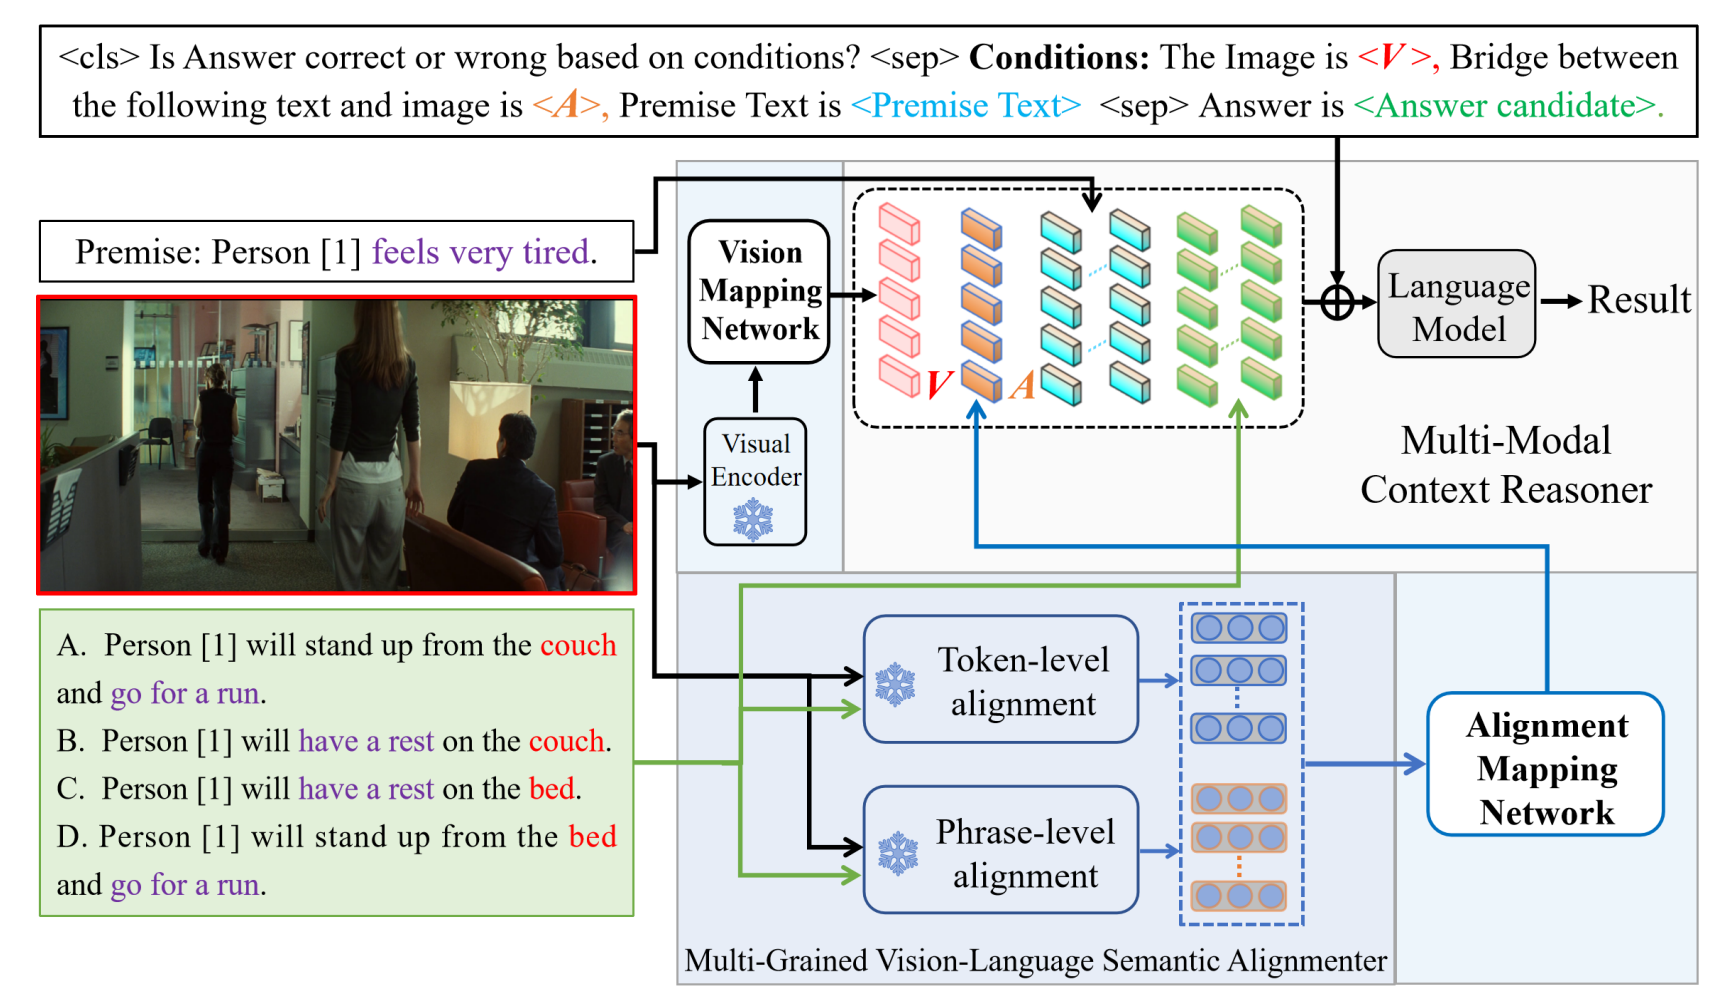 <cls> Is Answer correct or wrong based on conditions? <sep> Conditions: The Image is <V>, Bridge between
the following text and image is <A>, Premise Text is <Premise Text> <sep> Answer is <Answer candidate>.
Premise: Person [1] feels very tired.
Vision
Mapping
Network
Visual
Encoder
V
A
Language
Model
Result
Multi-Modal
Context Reasoner
A. Person [1] will stand up from the couch
and go for a run.
B. Person [1] will have a rest on the couch.
C. Person [1] will have a rest on the bed.
D. Person [1] will stand up from the bed
and go for a run.
Token-level
alignment
Phrase-level
alignment
Alignment
Mapping
Network
Multi-Grained Vision-Language Semantic Alignmenter